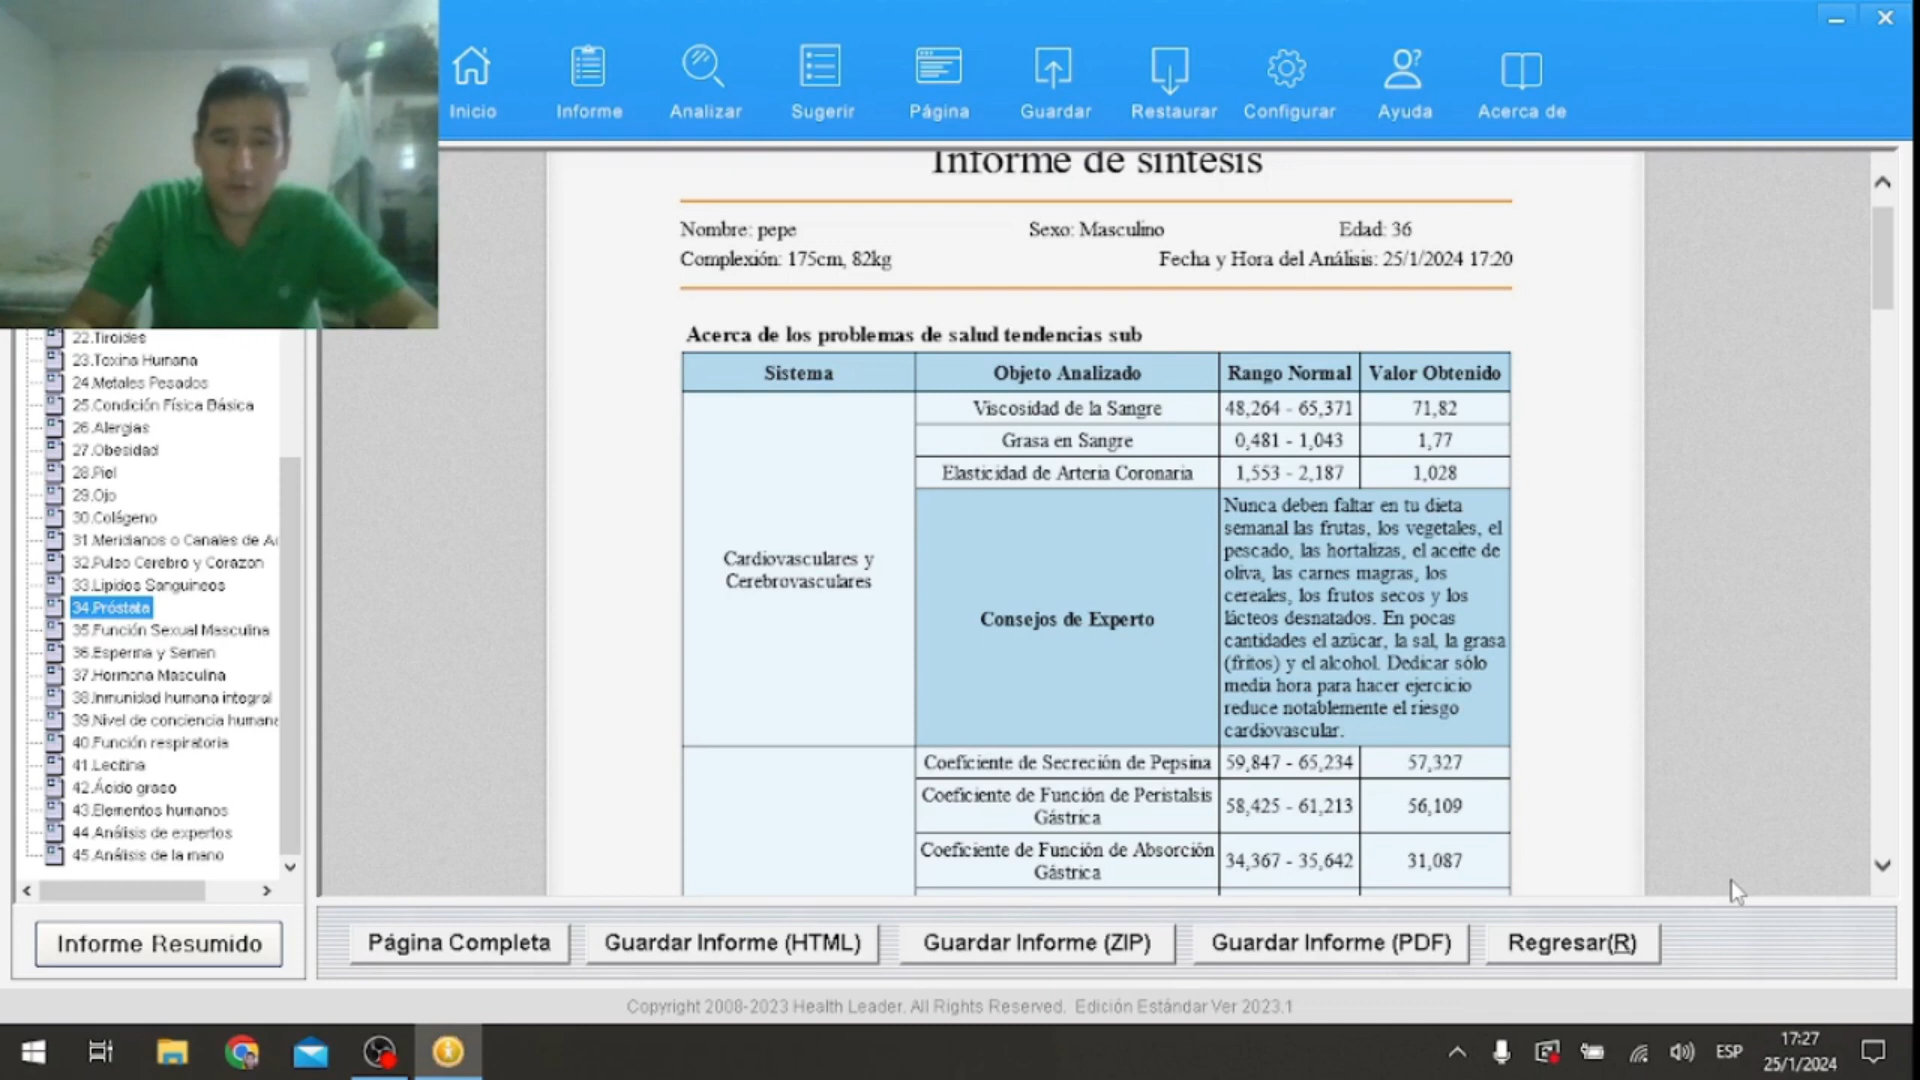 Inicio
Informe
Analizar
Sugerir
Página
Guardar
Restaurar
Configurar
Ayuda
Acerca de
Informe de síntesis
Nombre: pepe
Sexo: Masculino
Edad: 36
Complexión: 175cm, 82kg
Fecha y Hora del Análisis: 25/1/2024 17:20
Acerca de los problemas de salud tendencias sub
Sistema
Objeto Analizado
Rango Normal
Valor Obtenido
Cardiovasculares y
Cerebrovasculares
Viscosidad de la Sangre
48,264 - 65,371
71,82
Grasa en Sangre
0,481 - 1,043
1,77
Elasticidad de Arteria Coronaria
1,553 - 2,187
1,028
Consejos de Experto
Nunca deben faltar en tu dieta
semanal las frutas, los vegetales, el
pescado, las hortalizas, el aceite de
oliva, las carnes magras, los
cereales, los frutos secos y los
lácteos desnatados. En pocas
cantidades el azúcar, la sal, la grasa
(fritos) y el alcohol. Dedicar sólo
media hora para hacer ejercicio
reduce notablemente el riesgo
cardiovascular.
Coeficiente de Secreción de Pepsina
59,847 - 65,234
57,327
Coeficiente de Función de Peristalsis
Gástrica
58,425 - 61,213
56,109
Coeficiente de Función de Absorción
Gástrica
34,367 - 35,642
31,087
22.Tiroides
23.Toxina Humana
24.Metales Pesados
25.Condición Física Básica
26.Alergias
27.Obesidad
28.Piel
29.Ojo
30.Colágeno
31.Meridianos o Canales de A
32.Pulso Cerebro y Corazon
33.Lípidos Sanguíneos
34.Próstata
35.Función Sexual Masculina
36.Esperma y Semen
37.Hormona Masculina
38.Inmunidad humana integral
39.Nivel de conciencia humana
40.Función respiratoria
41.Lecitina
42.Ácido graso
43.Elementos humanos
44.Análisis de expertos
45.Análisis de la mano
Informe Resumido
Página Completa
Guardar Informe (HTML)
Guardar Informe (ZIP)
Guardar Informe (PDF)
Regresar(R)
Copyright 2008-2023 Health Leader. All Rights Reserved. Edición Estándar Ver 2023.1
ESP
17:27
25/1/2024